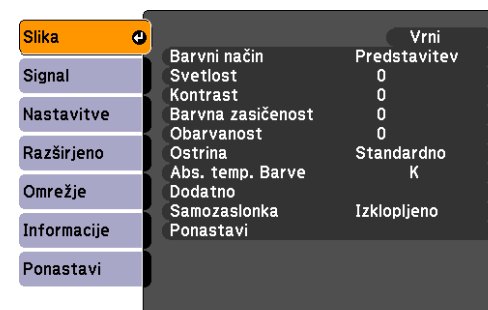 Slika
Signal
Nastavitve
Razširjeno
Omrežje
Informacije
Ponastavi
Vrni
Barvni način Predstavitev
Svetlost 0
Kontrast 0
Barvna zasičenost 0
Obarvanost 0
Ostrina Standardno
Abs. temp. Barve K
Dodatno
Samozaslonka Izklopljeno
Ponastavi